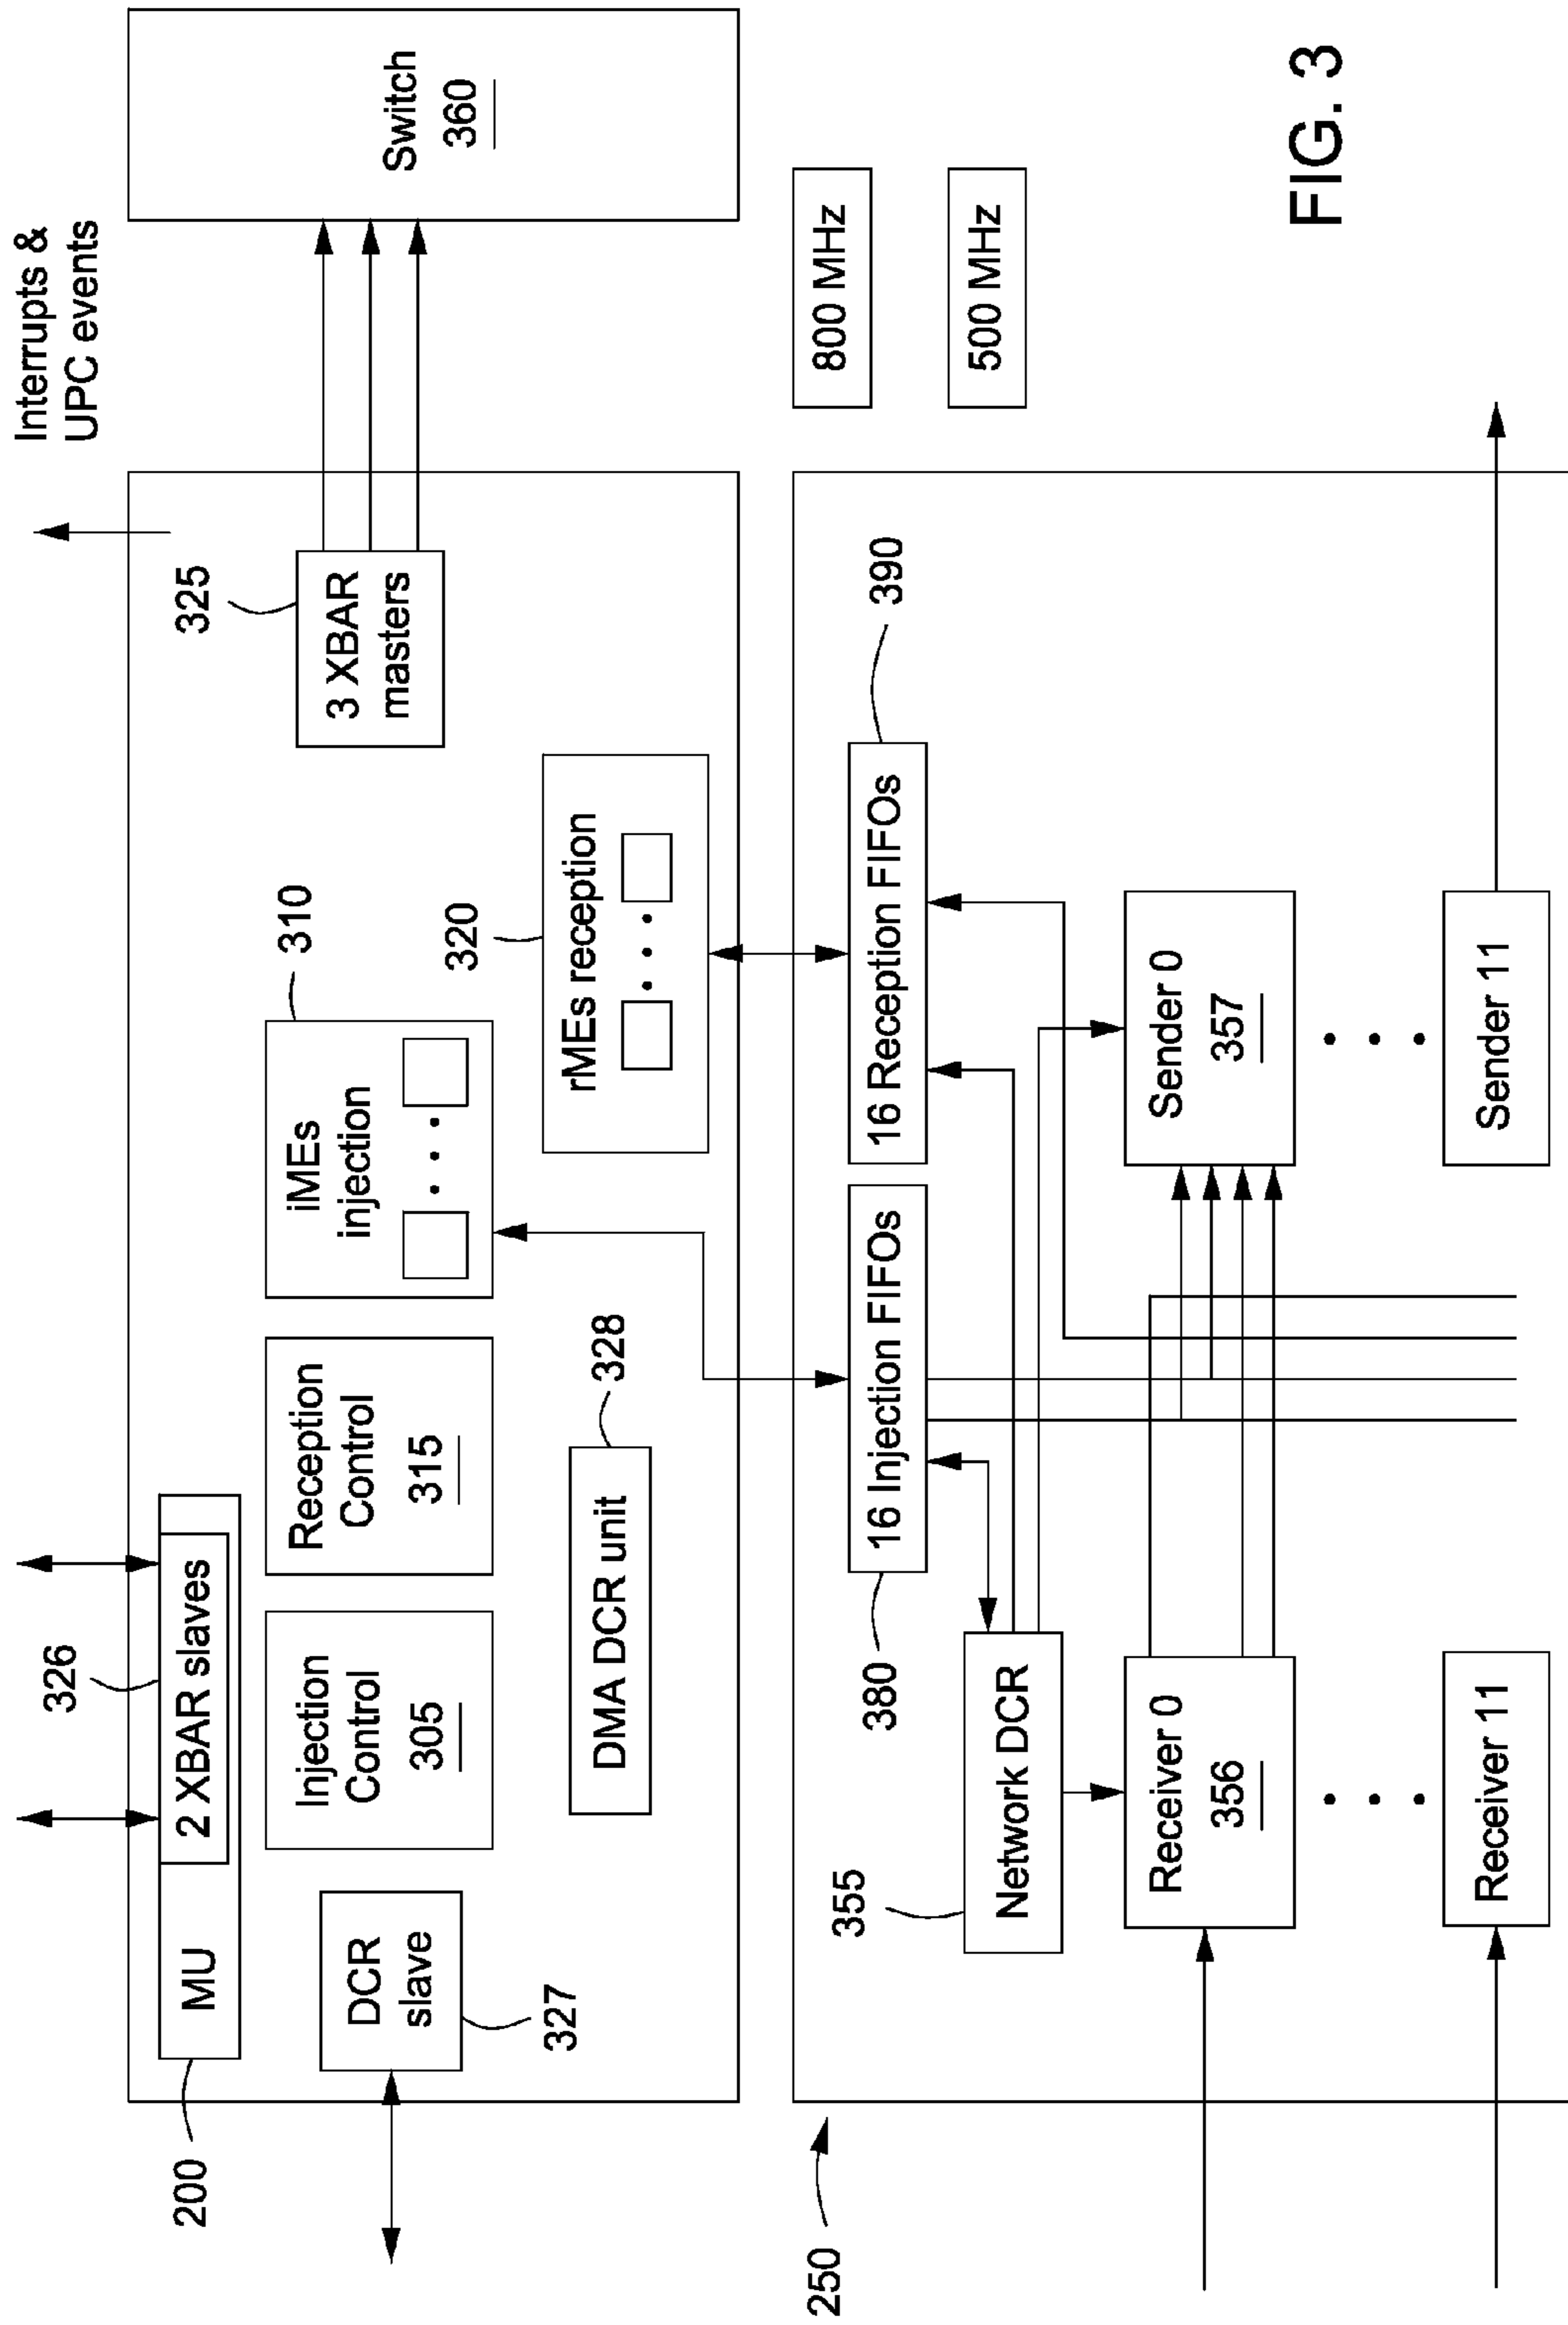 Interrupts &
UPC events
200
MU
326
2 XBAR slaves
325
3 XBAR
masters
Switch
360
DCR
slave
327
Injection
Control
305
Reception
Control
315
310
iMEs
injection
320
rMEs reception
DMA DCR unit
328
250
800 MHz
500 MHz
380
16 Injection FIFOs
16 Reception FIFOs
390
355
Network DCR
Receiver 0
356
Sender 0
357
Receiver 11
Sender 11
FIG. 3